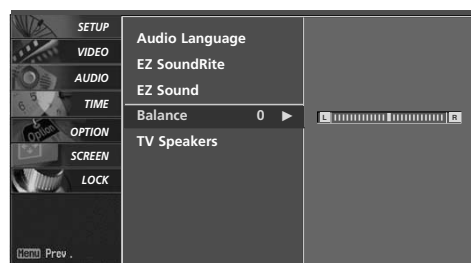 SETUP
VIDEO
AUDIO
TIME
OPTION
SCREEN
LOCK
Menu Prev.
Audio Language
EZ SoundRite
EZ Sound
Balance 0 ▶
TV Speakers
L R